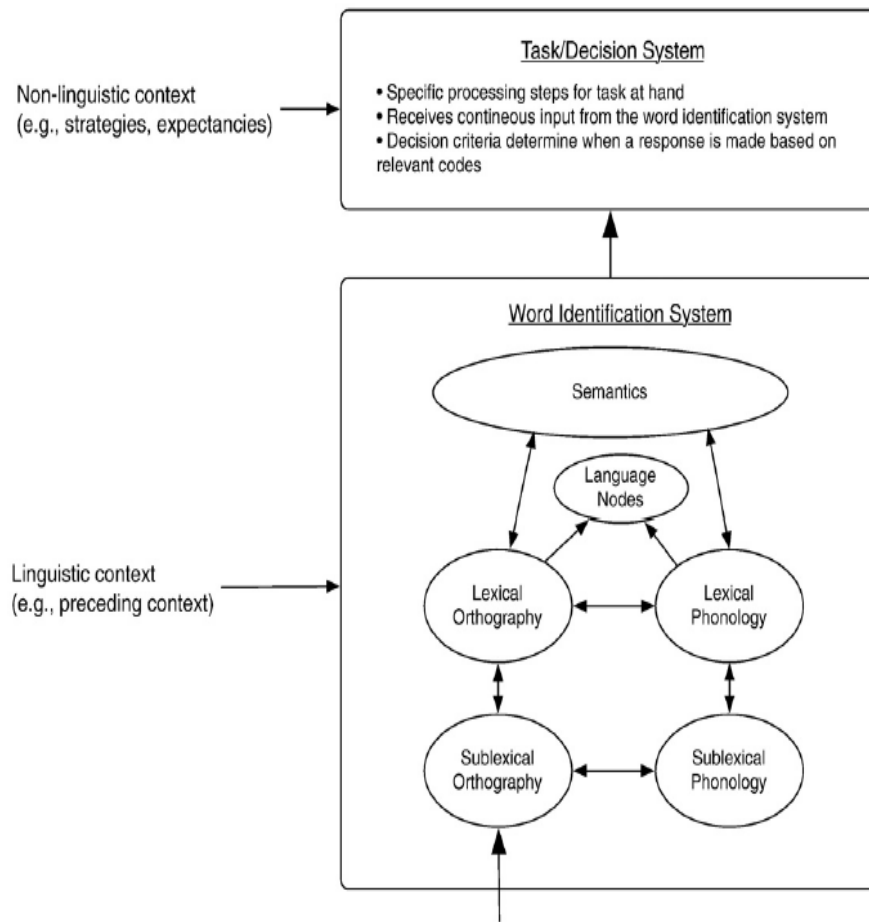 Task/Decision System
Non-linguistic context
(e.g., strategies, expectancies)
• Specific processing steps for task at hand
• Receives contineous input from the word identification system
• Decision criteria determine when a response is made based on
relevant codes
Word Identification System
Semantics
Language
Nodes
Linguistic context
(e.g., preceding context)
Lexical
Orthography
Lexical
Phonology
Sublexical
Orthography
Sublexical
Phonology